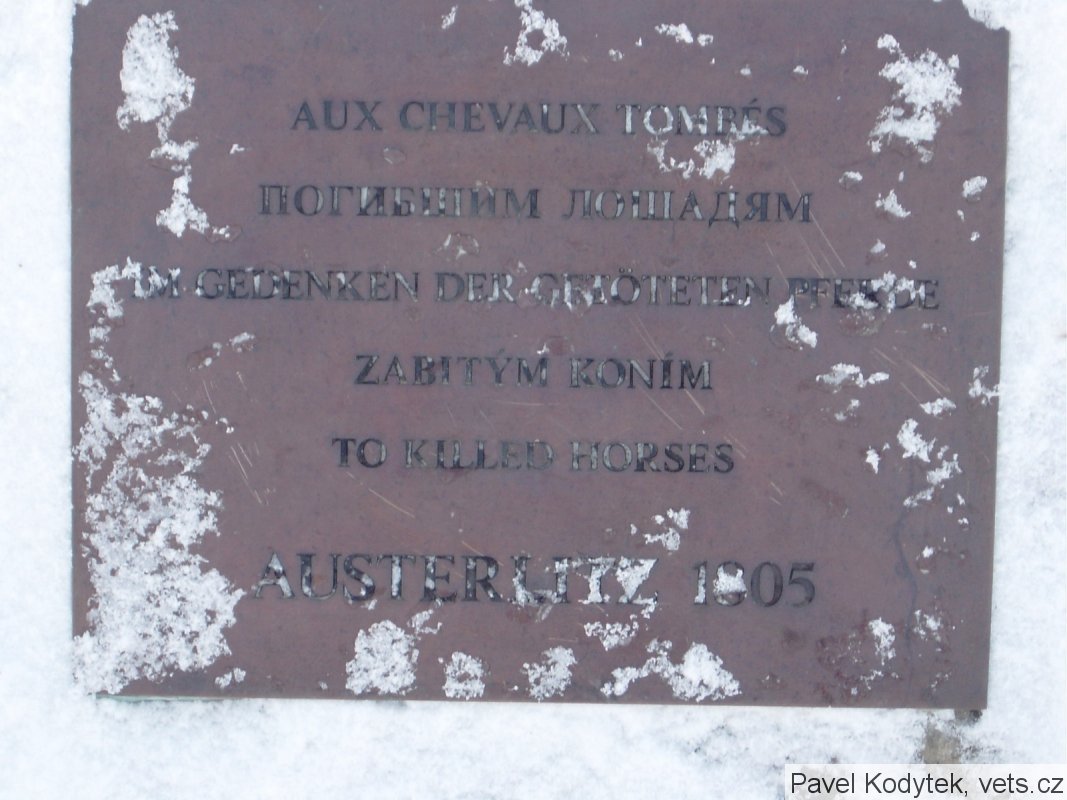 AUX CHEVAUX TOMBÉS
ПОГИБШИМ ЛОШАДЯМ
IM GEDENKEN DER GETÖTETEN PFERDE
ZABITÝM KONÍM
TO KILLED HORSES
AUSTERLITZ 1805
Pavel Kodytek, vets.cz